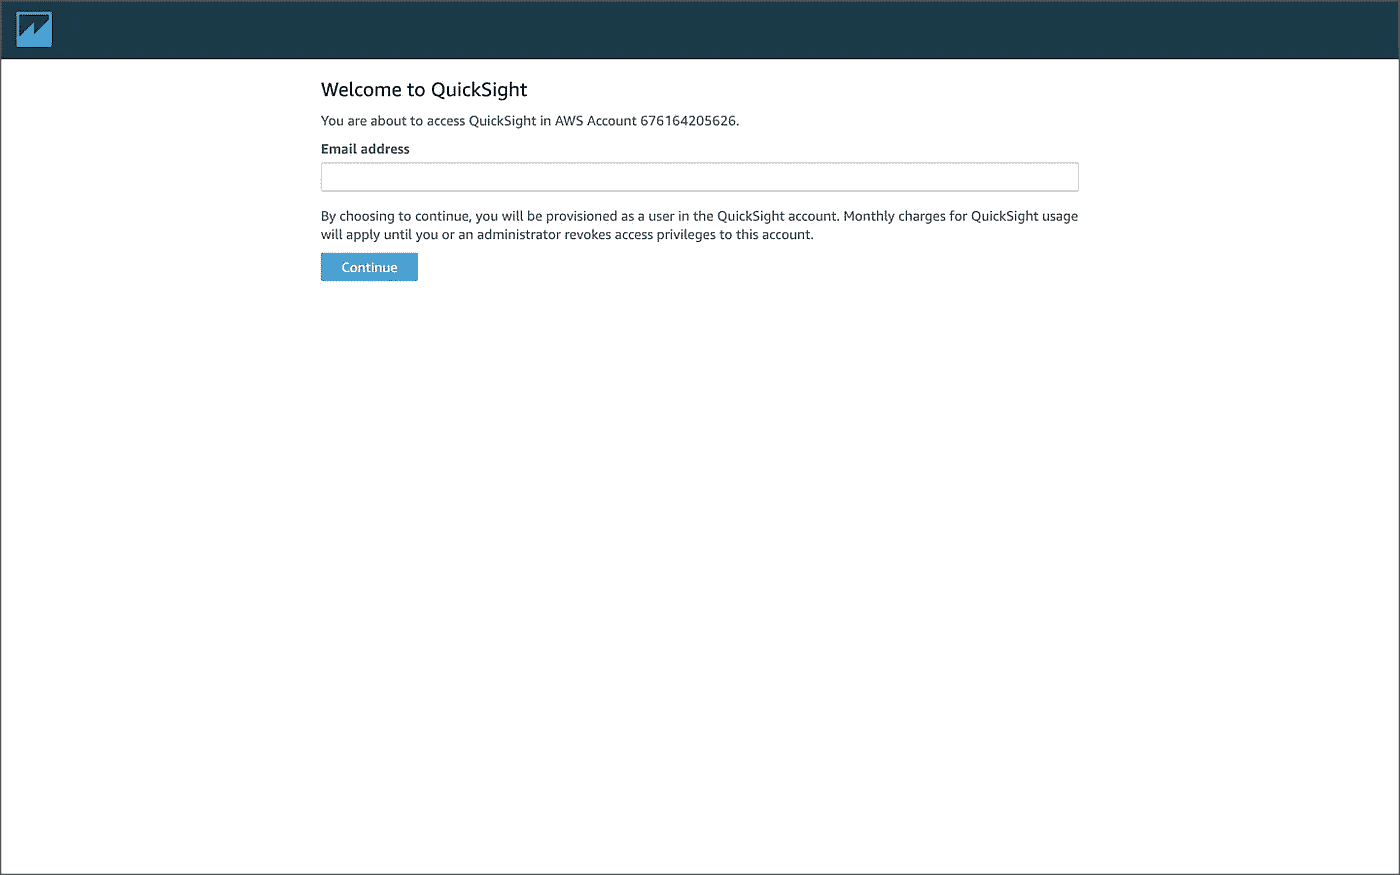 Welcome to QuickSight
You are about to access QuickSight in AWS Account 676164205626.
Email address
By choosing to continue, you will be provisioned as a user in the QuickSight account. Monthly charges for QuickSight usage
will apply until you or an administrator revokes access privileges to this account.
Continue